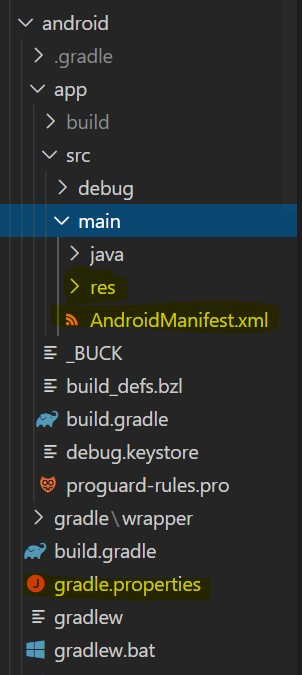 android
.gradle
app
build
src
debug
main
java
res
AndroidManifest.xml
_BUCK
build_defs.bzl
build.gradle
debug.keystore
proguard-rules.pro
gradle\wrapper
build.gradle
J gradle.properties
gradlew
gradlew.bat